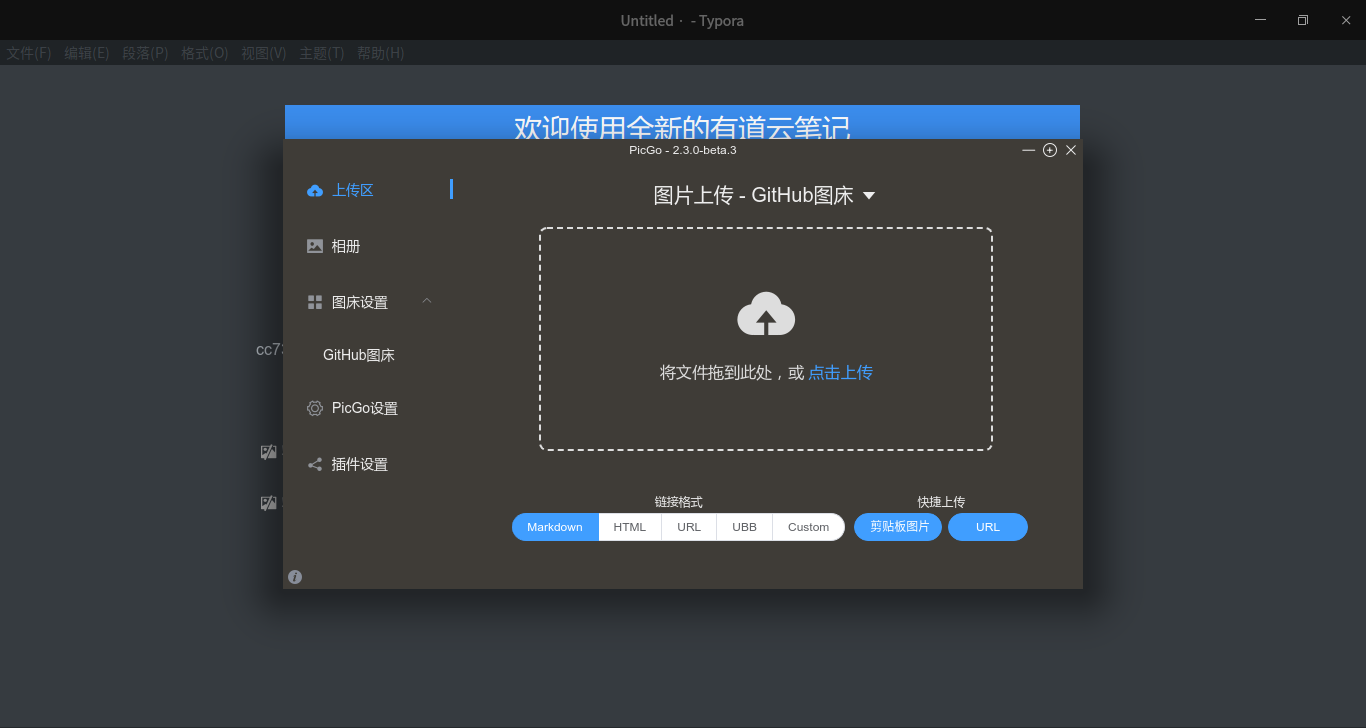 Untitled · - Typora
文件(F) 编辑(E) 段落(P) 格式(O) 视图(V) 主题(T) 帮助(H)
欢迎使用全新的有道云笔记
PicGo - 2.3.0-beta.3
上传区
图片上传 - GitHub图床
相册
图床设置
cc73
GitHub图床
将文件拖到此处，或 点击上传
PicGo设置
插件设置
链接格式 快捷上传
Markdown HTML URL UBB Custom 剪贴板图片 URL